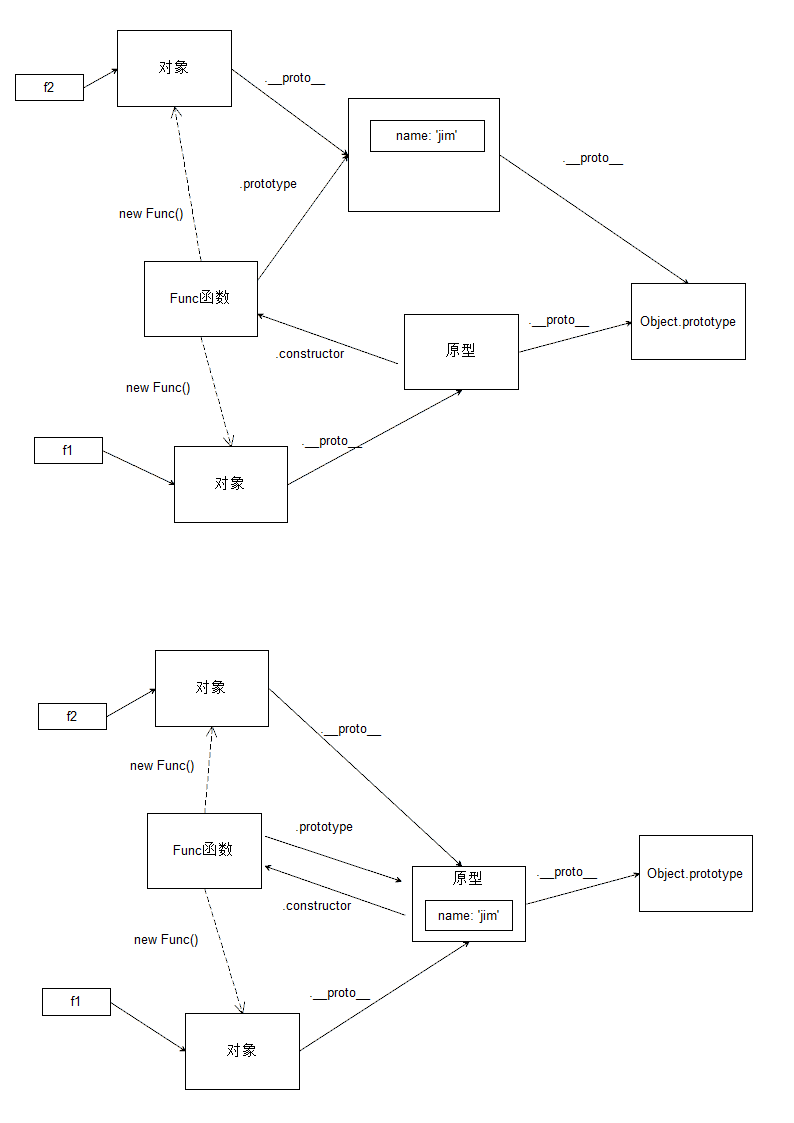 对象
f2
.__proto__
name: 'jim'
.__proto__
.prototype
new Func()
Func函数
Object.prototype
.__proto__
原型
.constructor
new Func()
.__proto__
f1
对象
对象
f2
.__proto__
new Func()
.prototype
Func函数
Object.prototype
.__proto__
原型
name: 'jim'
.constructor
new Func()
.__proto__
f1
对象